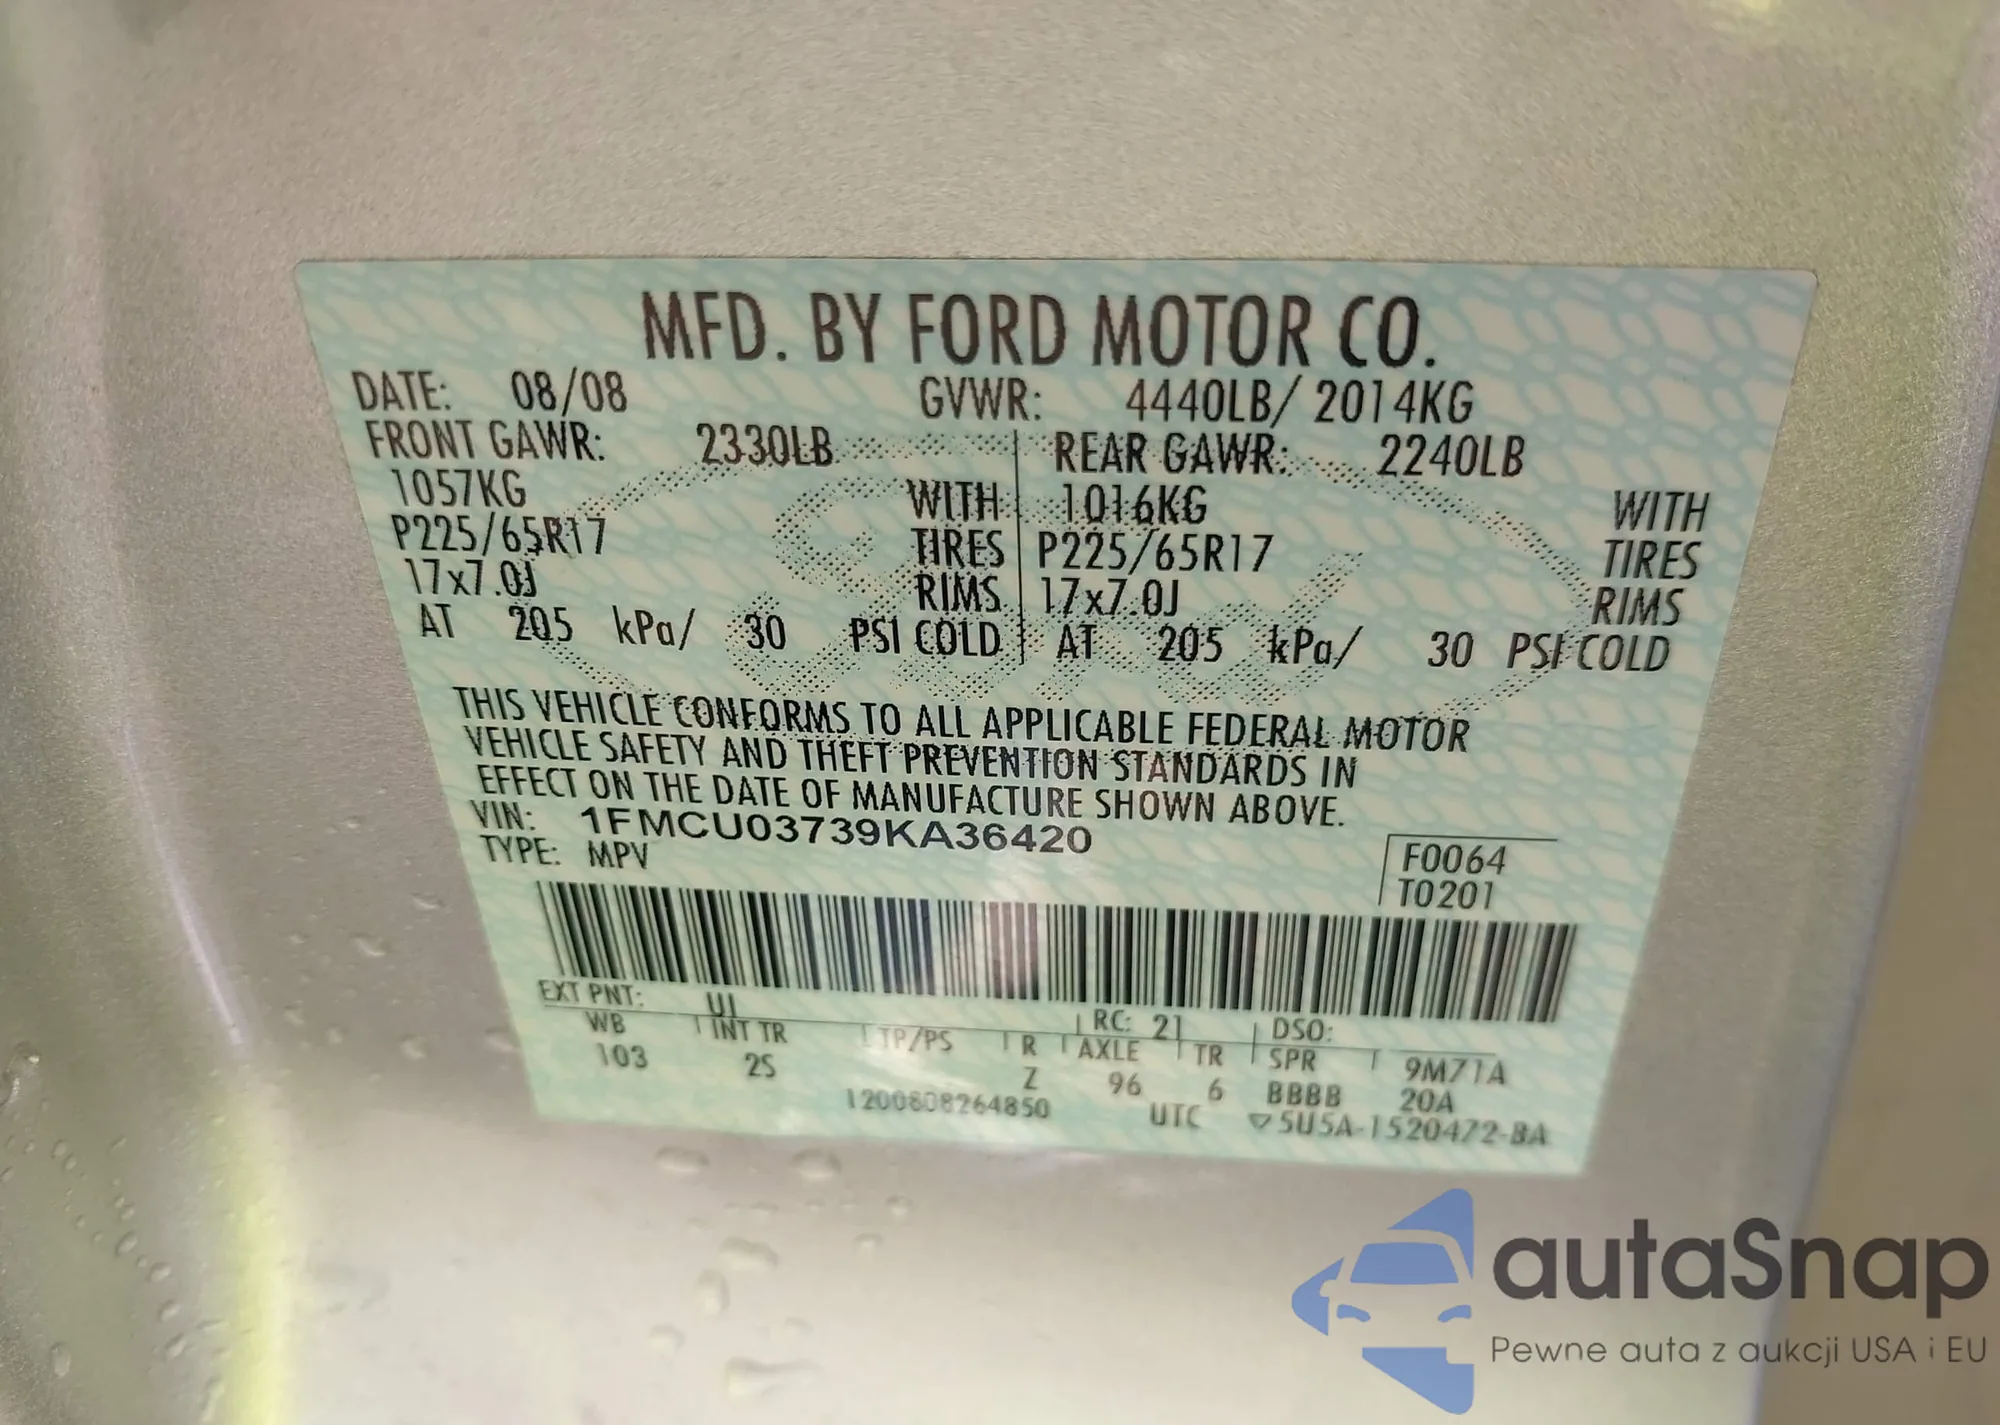 MFD. BY FORD MOTOR CO.
DATE: 08/08 GVWR: 4440LB/ 2014KG
FRONT GAWR: 2330LB REAR GAWR: 2240LB
1057KG WITH 1016KG WITH
P225/65R17 TIRES P225/65R17 TIRES
17x7.0J RIMS 17x7.0J RIMS
AT 205 kPa/ 30 PSI COLD AT 205 kPa/ 30 PSI COLD
THIS VEHICLE CONFORMS TO ALL APPLICABLE FEDERAL MOTOR
VEHICLE SAFETY AND THEFT PREVENTION STANDARDS IN
EFFECT ON THE DATE OF MANUFACTURE SHOWN ABOVE.
VIN: 1FMCU03739KA36420
TYPE: MPV
F0064
T0201
EXT PNT: UJ RC: 21 DSO:
WB INT TR TP/PS R AXLE TR SPR 9M71A
103 2S Z 96 6 BBBB 20A
1200808264850 UTC ▽5U5A-1520472-BA
autaSnap
Pewne auta z aukcji USA i EU